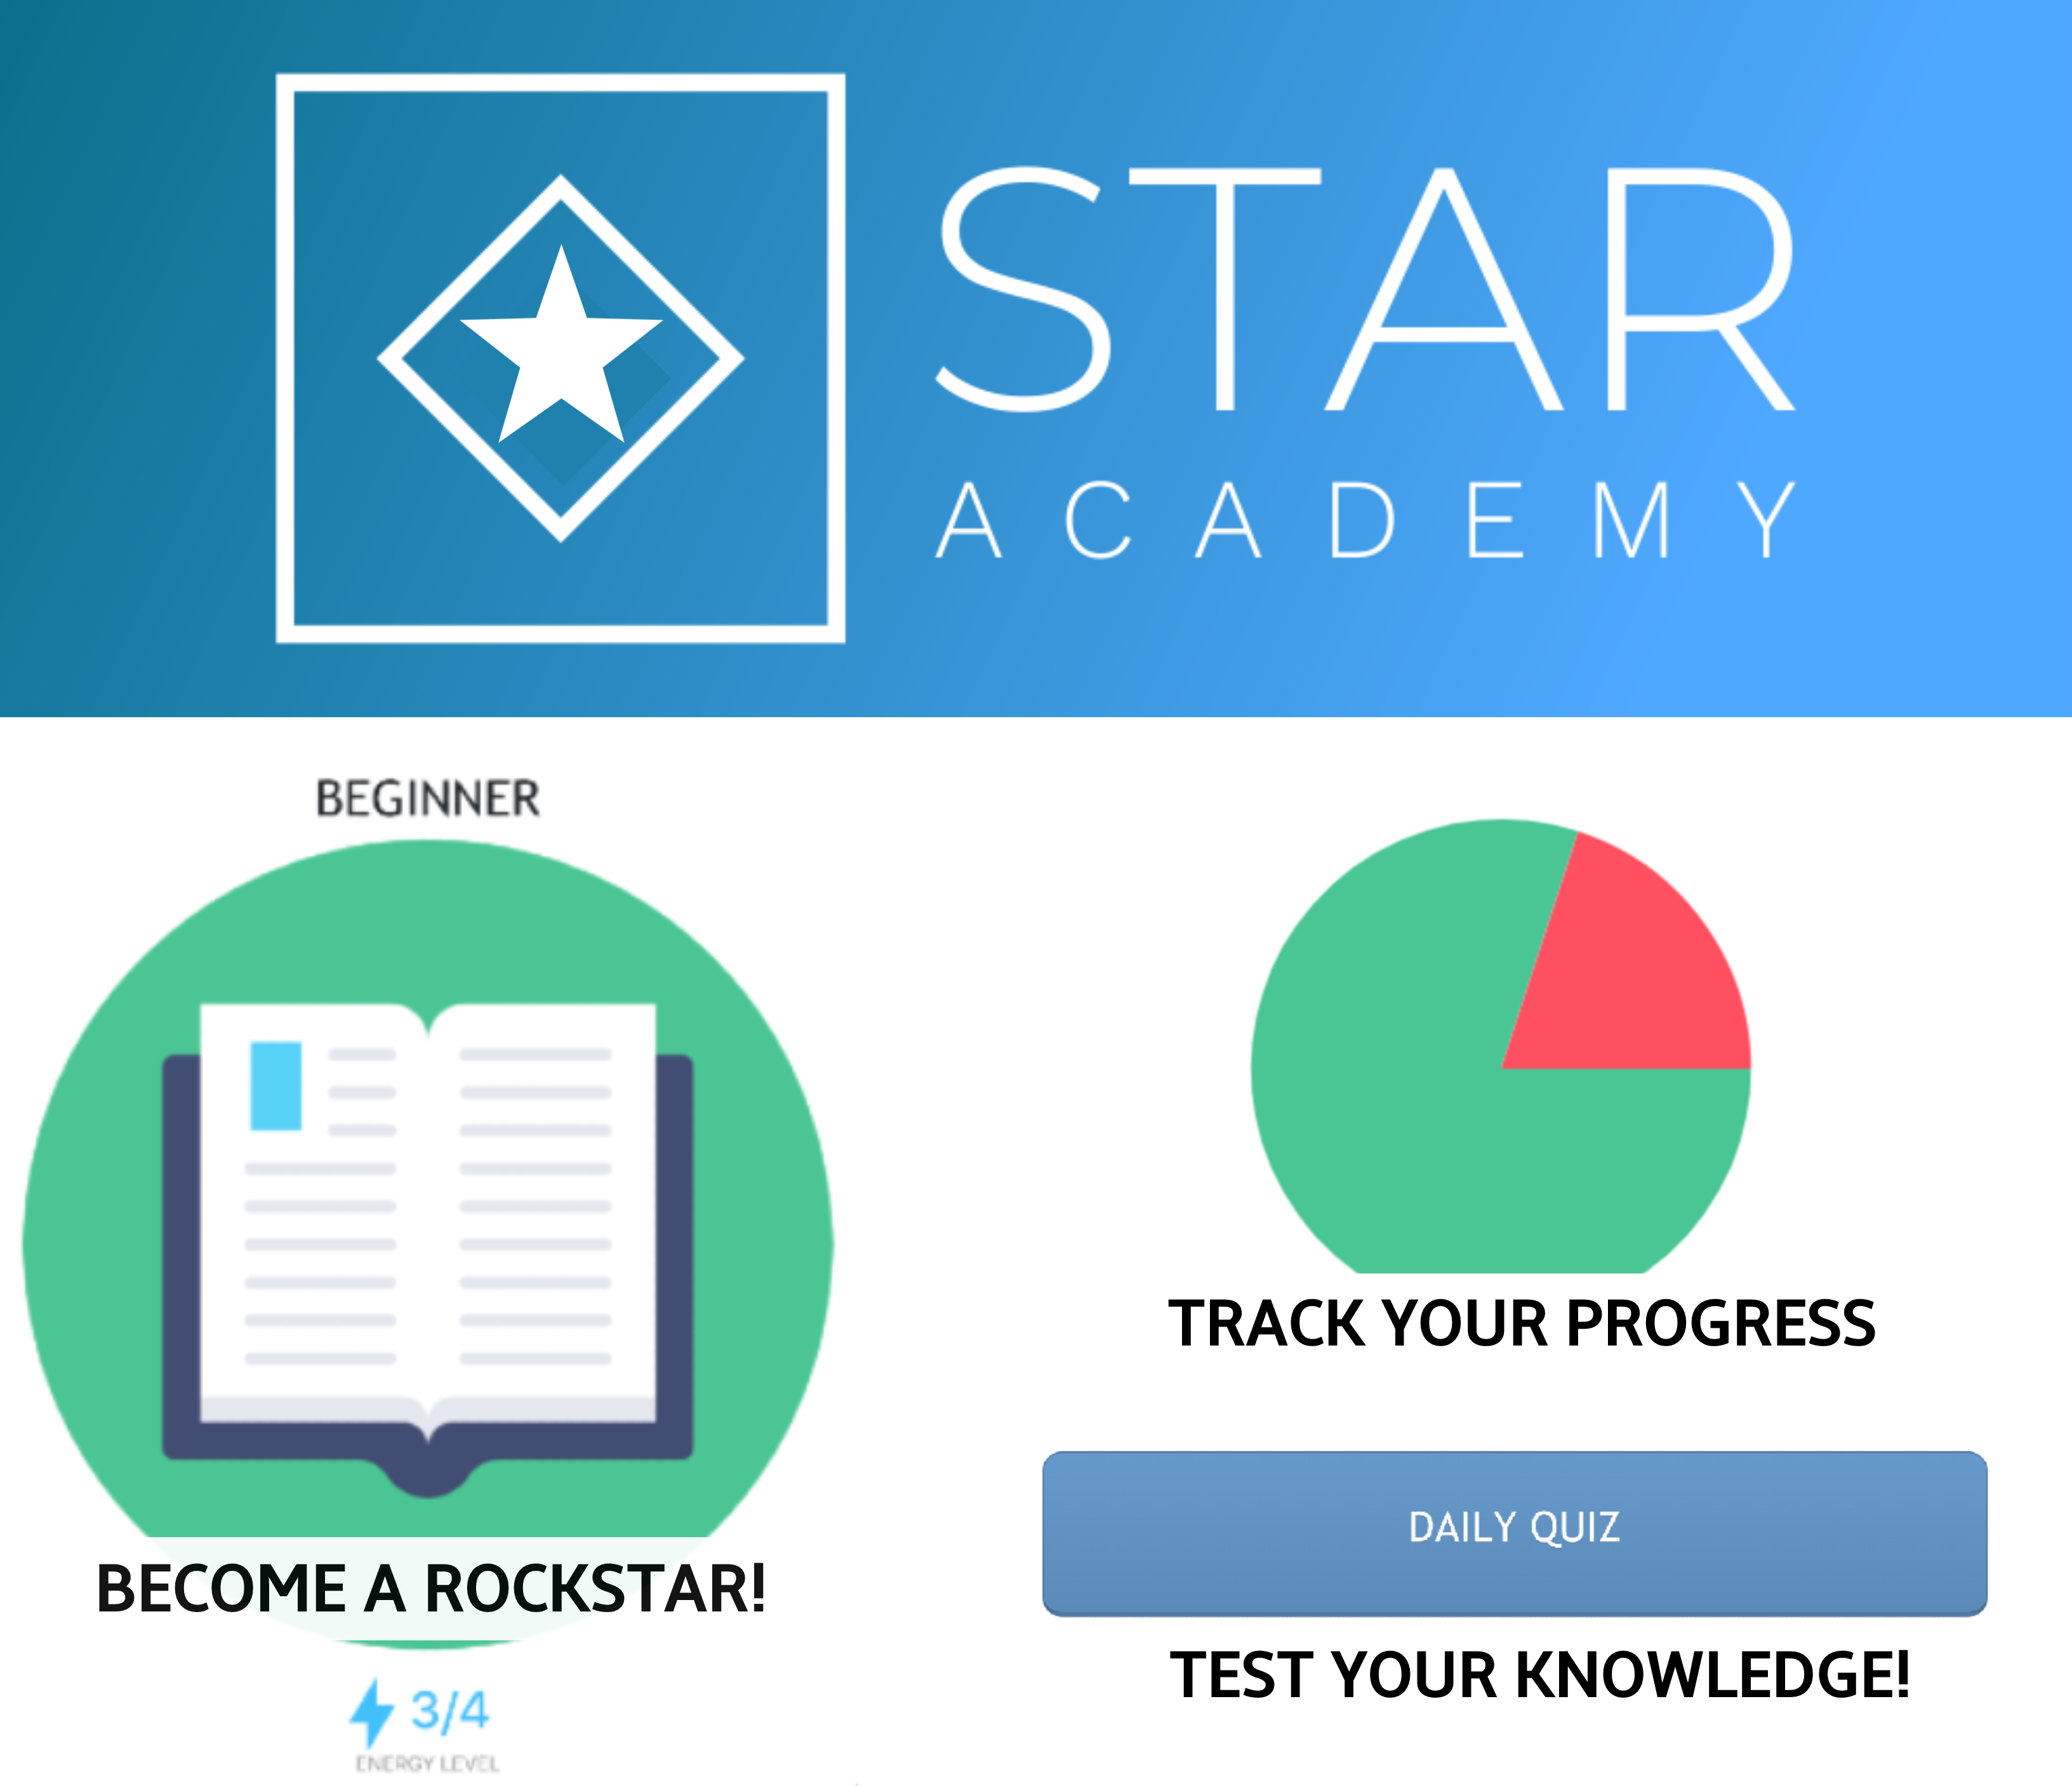 STAR
ACADEMY
BEGINNER
BECOME A ROCKSTAR!
3/4
ENERGY LEVEL
TRACK YOUR PROGRESS
DAILY QUIZ
TEST YOUR KNOWLEDGE!